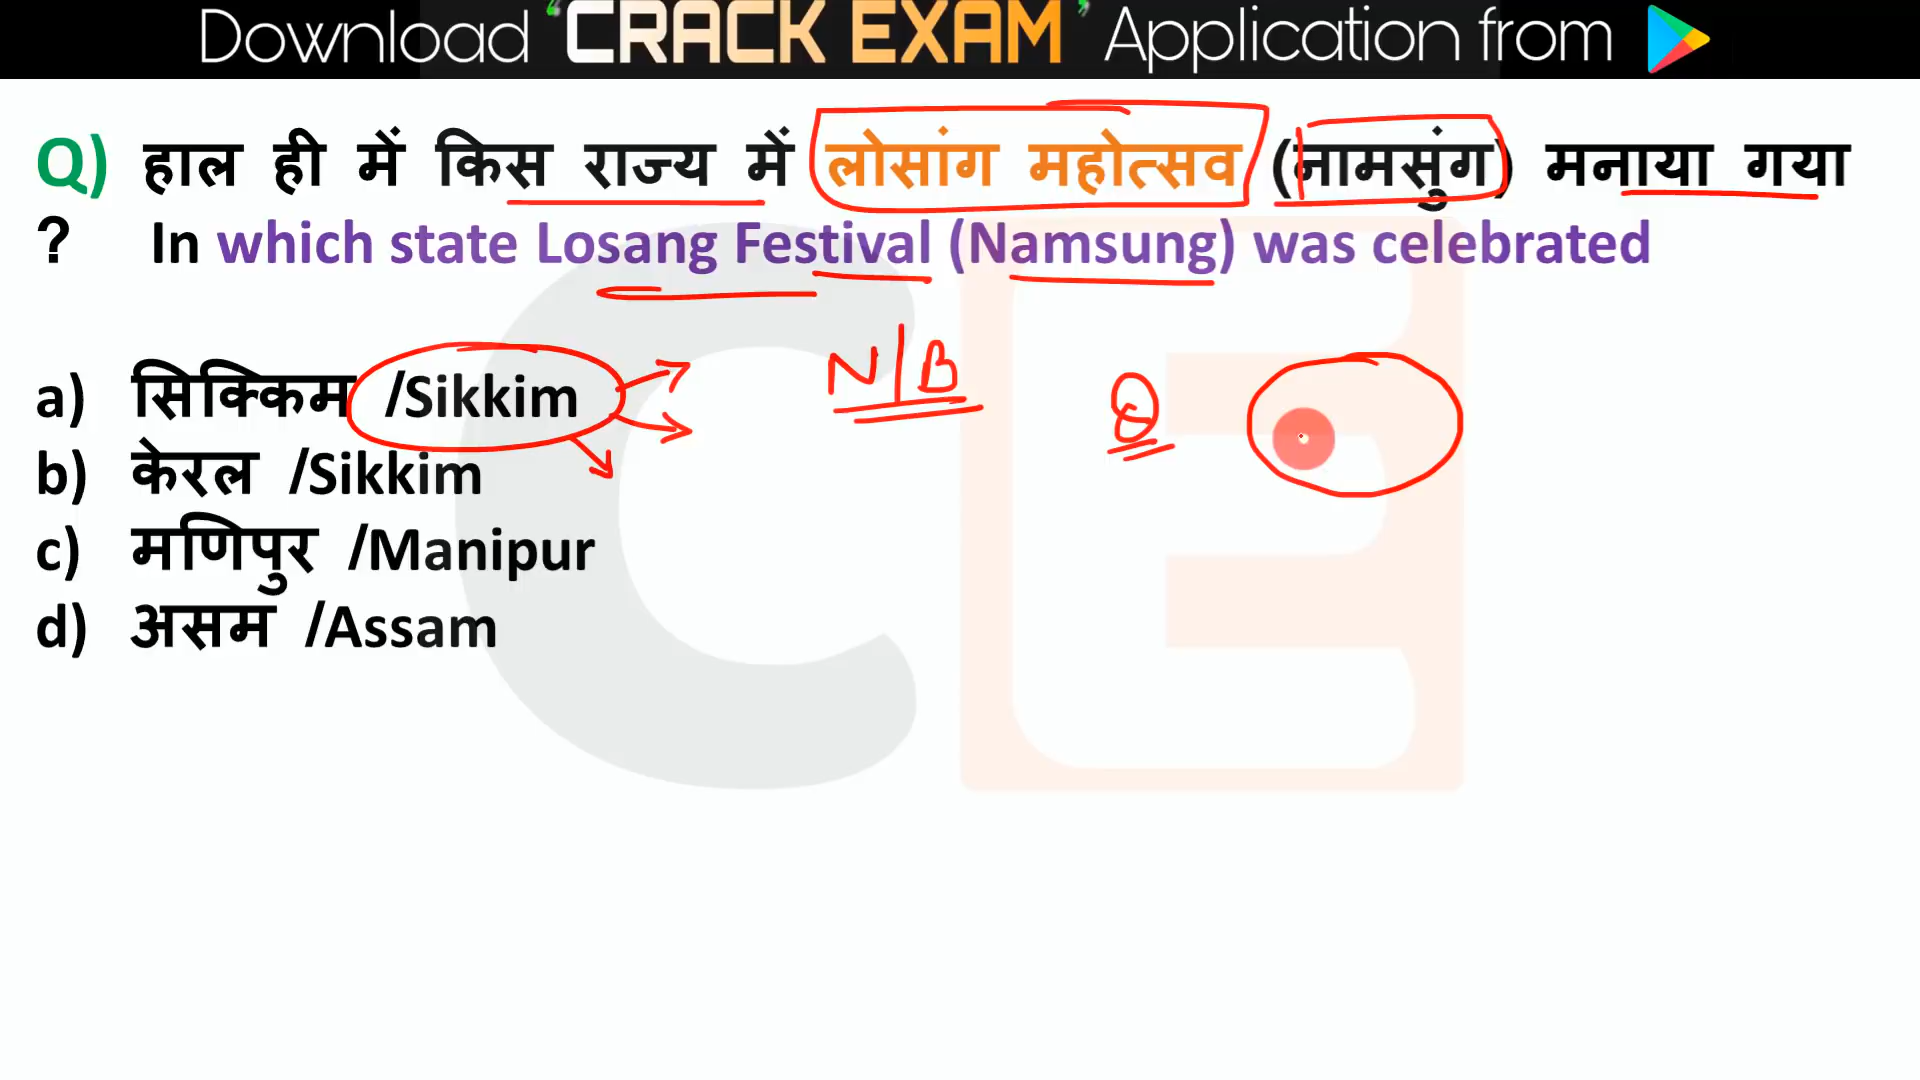 Download “CRACK EXAM” Application from
Q) हाल ही में किस राज्य में लोसांग महोत्सव (नामसुंग) मनाया गया
? In which state Losang Festival (Namsung) was celebrated
a) सिक्किम /Sikkim
N|B
Q
b) केरल /Sikkim
c) मणिपुर /Manipur
d) असम /Assam
CE